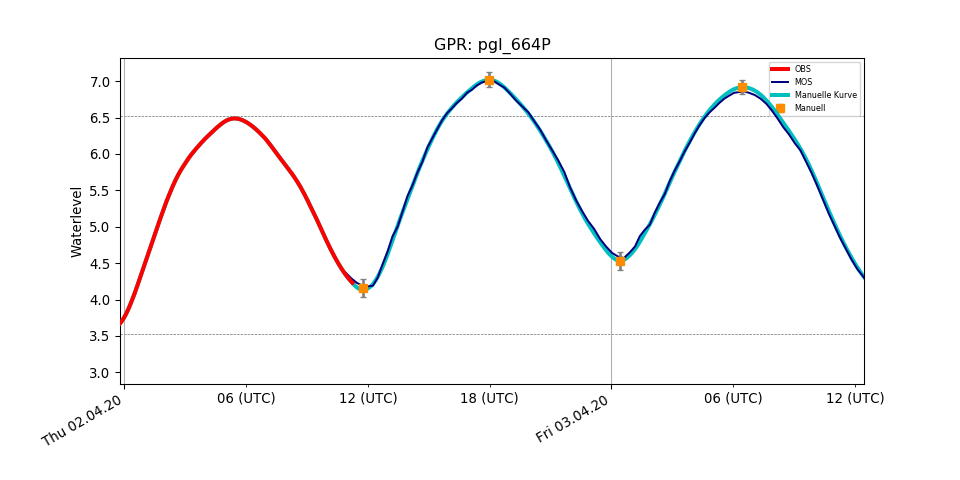 GPR: pgl_664P
OBS
MOS
Manuelle Kurve
Manuell
Waterlevel
7.0
6.5
6.0
5.5
5.0
4.5
4.0
3.5
3.0
Thu 02.04.20
06 (UTC)
12 (UTC)
18 (UTC)
Fri 03.04.20
06 (UTC)
12 (UTC)